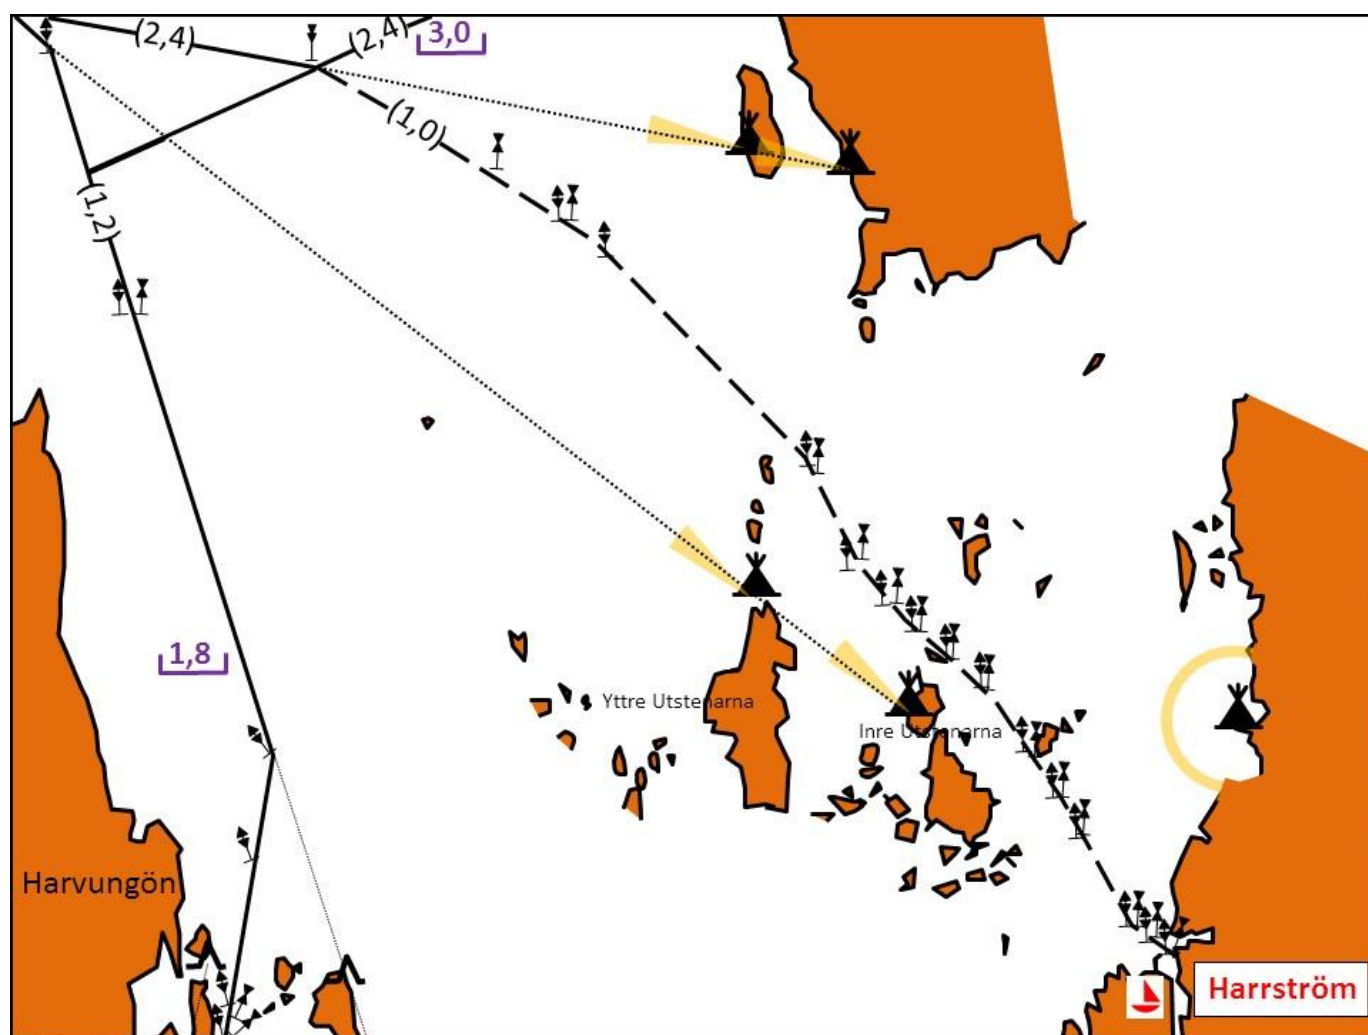 (2,4)
(2,4)
3,0
(1,0)
(1,2)
1,8
Yttre Utstenarna
Inre Utstenarna
Harvungön
Harrström